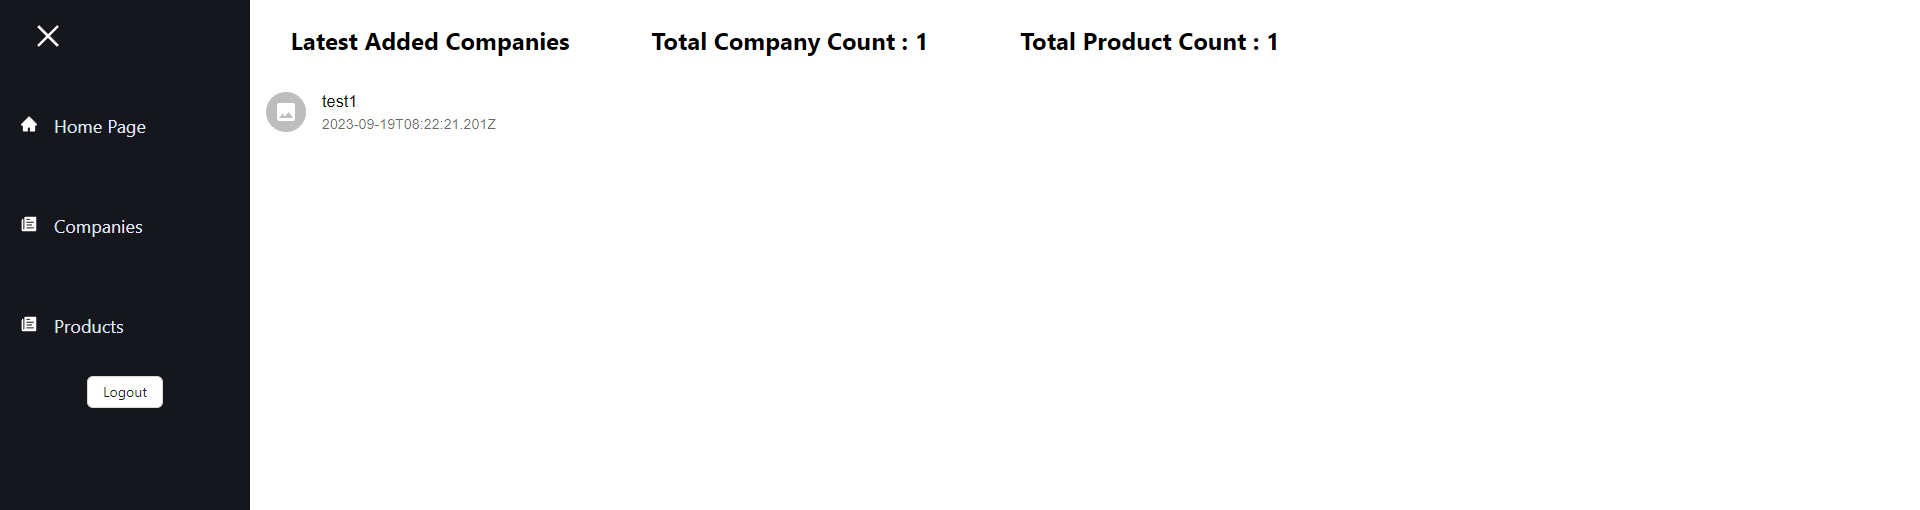 Home Page
Companies
Products
Logout
Latest Added Companies
Total Company Count : 1
Total Product Count : 1
test1
2023-09-19T08:22:21.201Z